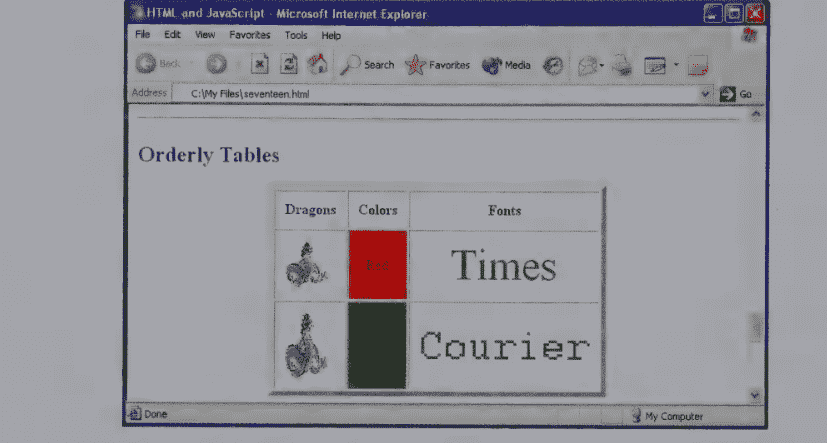 HTML and JavaScript - Microsoft Internet Explorer
File Edit View Favorites Tools Help
Back Search Favorites Media
Address C:\My Files\seventeen.html Go
Orderly Tables
Dragons Colors Fonts
Times
Courier
Done My Computer